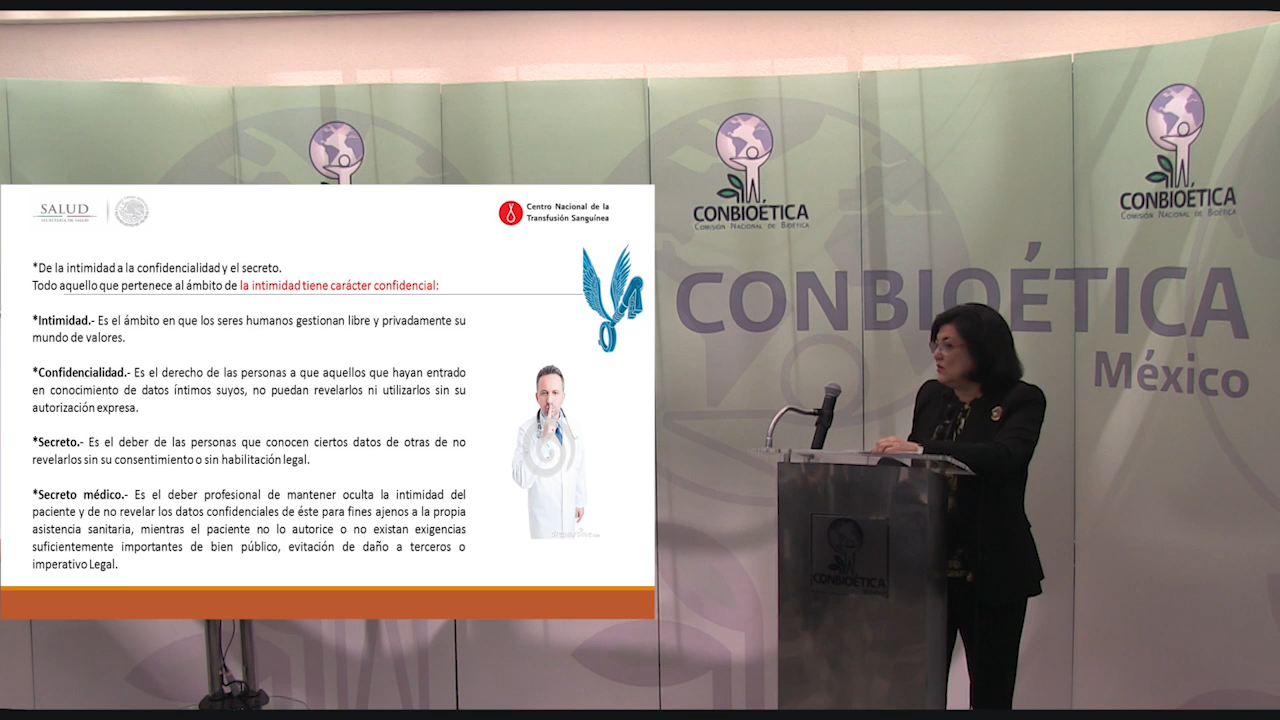 SALUD
SECRETARÍA DE SALUD
Centro Nacional de la
Transfusión Sanguínea
*De la intimidad a la confidencialidad y el secreto.
Todo aquello que pertenece al ámbito de la intimidad tiene carácter confidencial:
*Intimidad.- Es el ámbito en que los seres humanos gestionan libre y privadamente su
mundo de valores.
*Confidencialidad.- Es el derecho de las personas a que aquellos que hayan entrado
en conocimiento de datos íntimos suyos, no puedan revelarlos ni utilizarlos sin su
autorización expresa.
*Secreto.- Es el deber de las personas que conocen ciertos datos de otras de no
revelarlos sin su consentimiento o sin habilitación legal.
*Secreto médico.- Es el deber profesional de mantener oculta la intimidad del
paciente y de no revelar los datos confidenciales de éste para fines ajenos a la propia
asistencia sanitaria, mientras el paciente no lo autorice o no existan exigencias
suficientemente importantes de bien público, evitación de daño a terceros o
imperativo Legal.
CONBIOÉTICA
COMISIÓN NACIONAL DE BIOÉTICA
CONBIOÉTICA
COMISIÓN NACIONAL DE BIOÉTICA
CONBIOÉTICA
México
CONBIOÉTICA